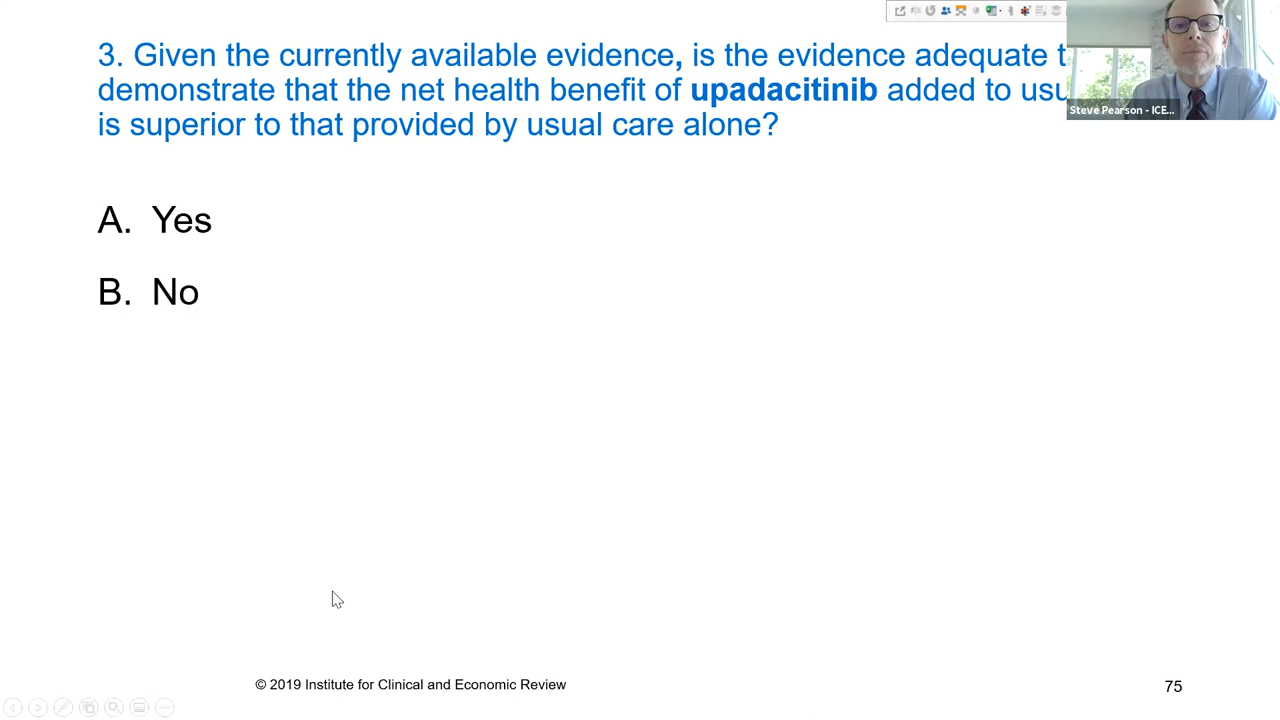 3. Given the currently available evidence, is the evidence adequate t
demonstrate that the net health benefit of upadacitinib added to usu
is superior to that provided by usual care alone?
Steve Pearson - ICE...
A. Yes
B. No
© 2019 Institute for Clinical and Economic Review
75